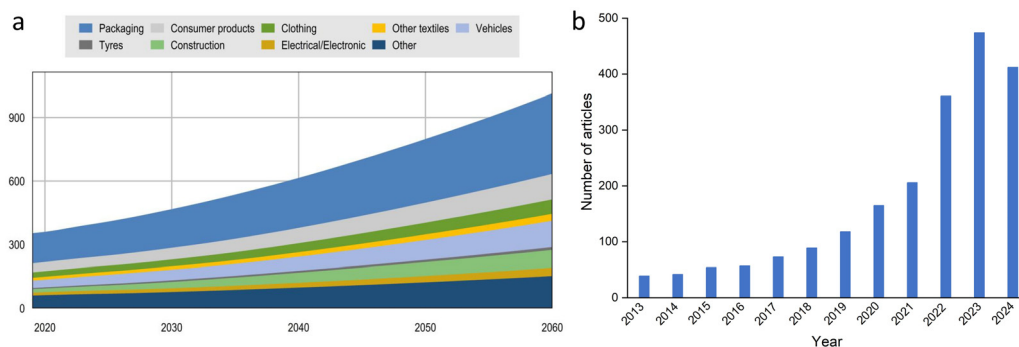 a
Packaging Consumer products Clothing Other textiles Vehicles
Tyres Construction Electrical/Electronic Other
900
600
300
0
2020 2030 2040 2050 2060
b
Number of articles
500
400
300
200
100
0
2013 2014 2015 2016 2017 2018 2019 2020 2021 2022 2023 2024
Year